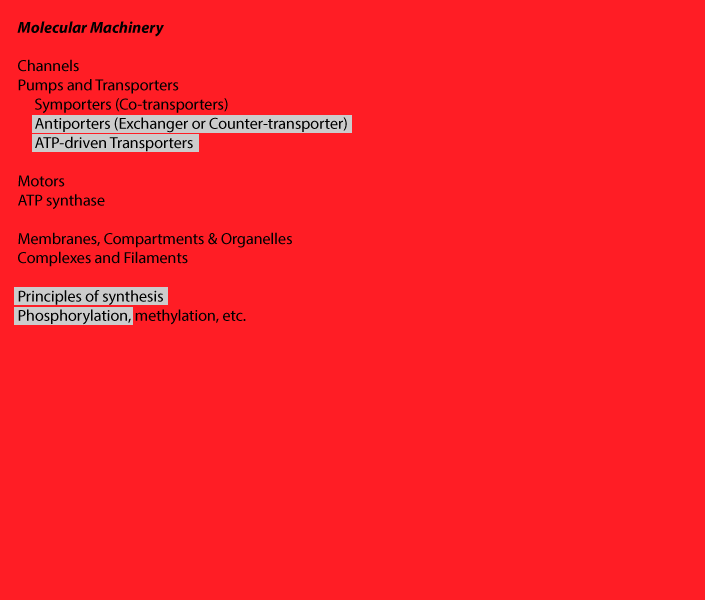 Molecular Machinery
Channels
Pumps and Transporters
Symporters (Co-transporters)
Antiporters (Exchanger or Counter-transporter)
ATP-driven Transporters
Motors
ATP synthase
Membranes, Compartments & Organelles
Complexes and Filaments
Principles of synthesis
Phosphorylation, methylation, etc.